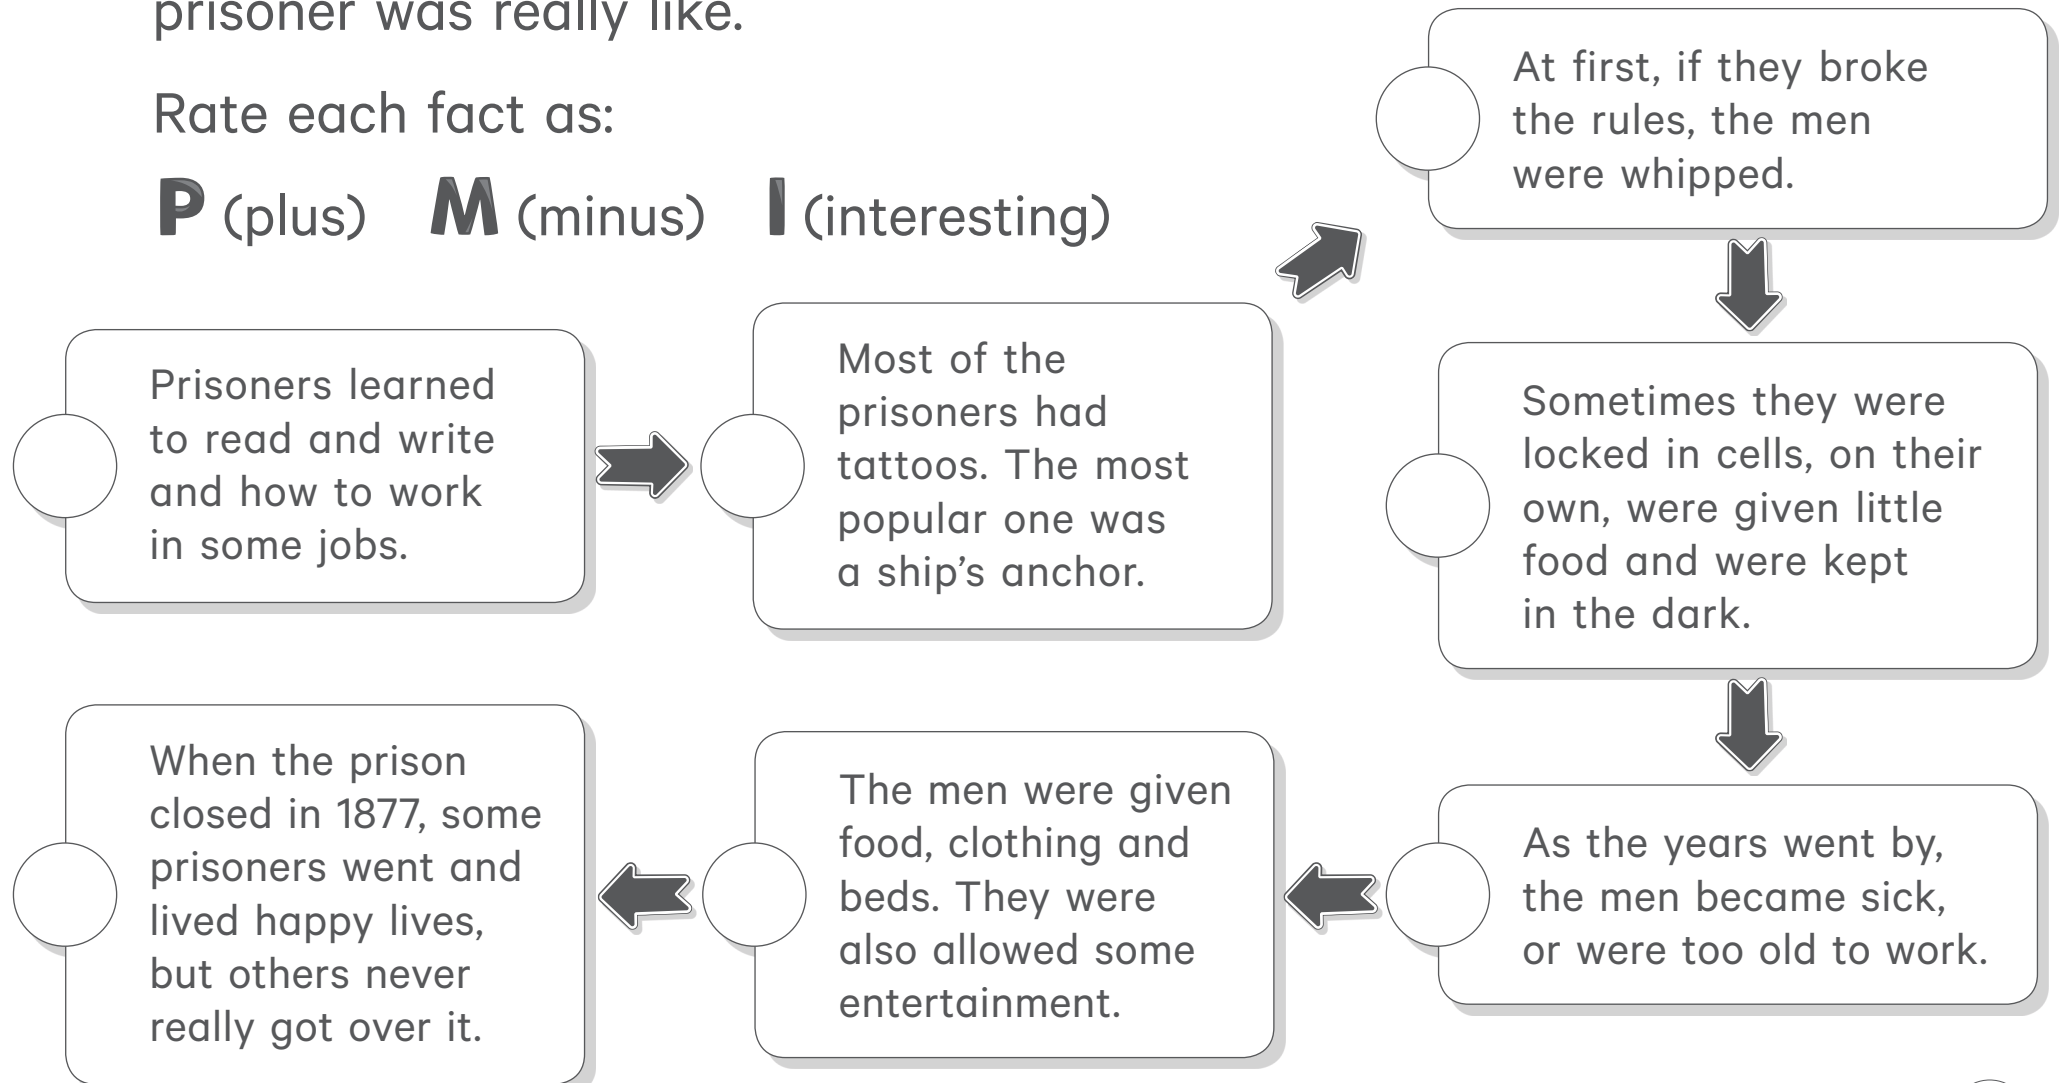 prisoner was really like.
Rate each fact as:
P (plus) M (minus) I (interesting)
Prisoners learned
to read and write
and how to work
in some jobs.
Most of the
prisoners had
tattoos. The most
popular one was
a ship's anchor.
At first, if they broke
the rules, the men
were whipped.
Sometimes they were
locked in cells, on their
own, were given little
food and were kept
in the dark.
As the years went by,
the men became sick,
or were too old to work.
The men were given
food, clothing and
beds. They were
also allowed some
entertainment.
When the prison
closed in 1877, some
prisoners went and
lived happy lives,
but others never
really got over it.